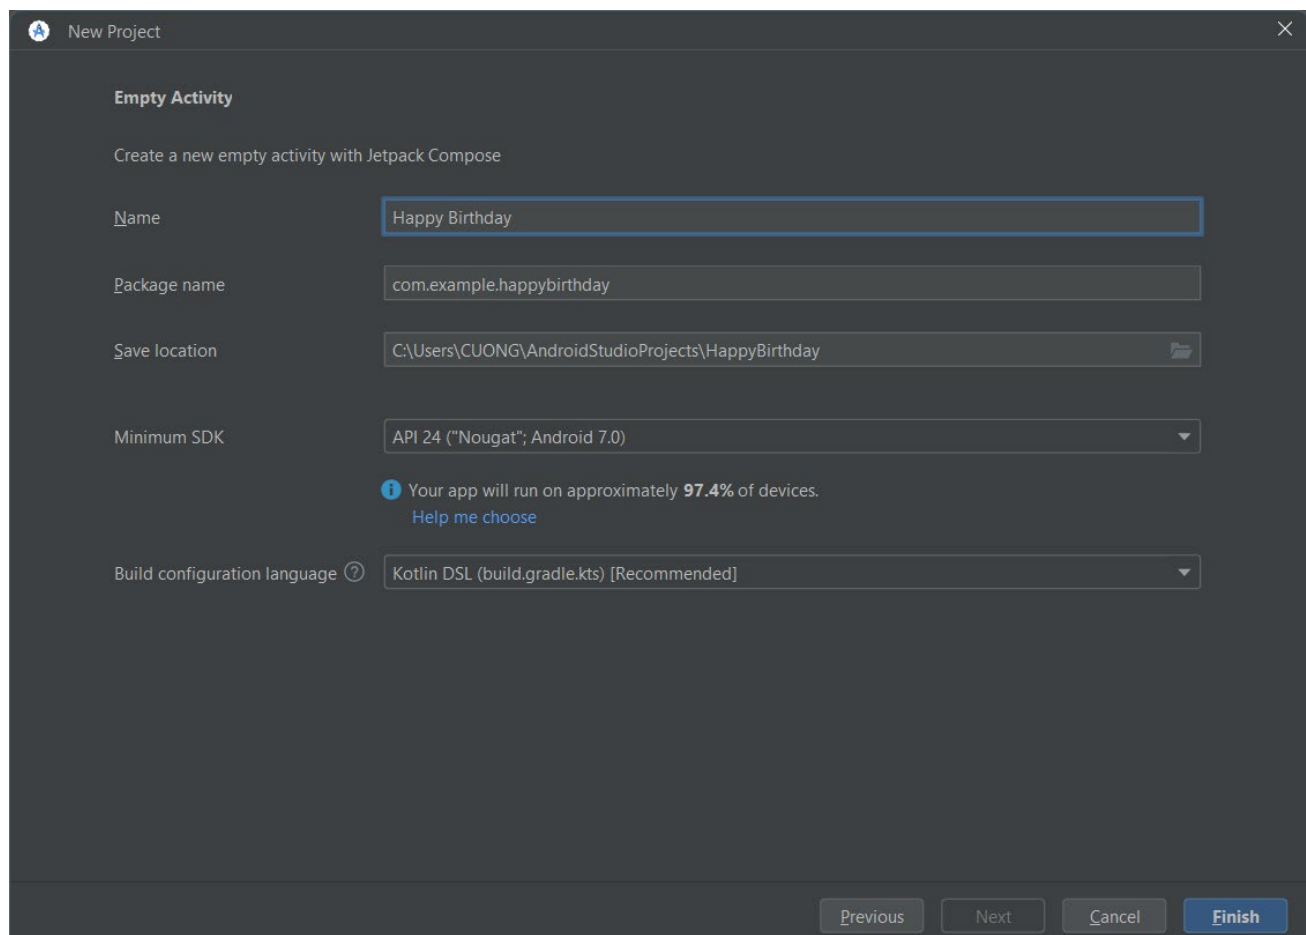 New Project
Empty Activity
Create a new empty activity with Jetpack Compose
Name
Happy Birthday
Package name
com.example.happybirthday
Save location
C:\Users\CUONG\AndroidStudioProjects\HappyBirthday
Minimum SDK
API 24 ("Nougat"; Android 7.0)
Your app will run on approximately 97.4% of devices.
Help me choose
Build configuration language
Kotlin DSL (build.gradle.kts) [Recommended]
Previous
Next
Cancel
Finish